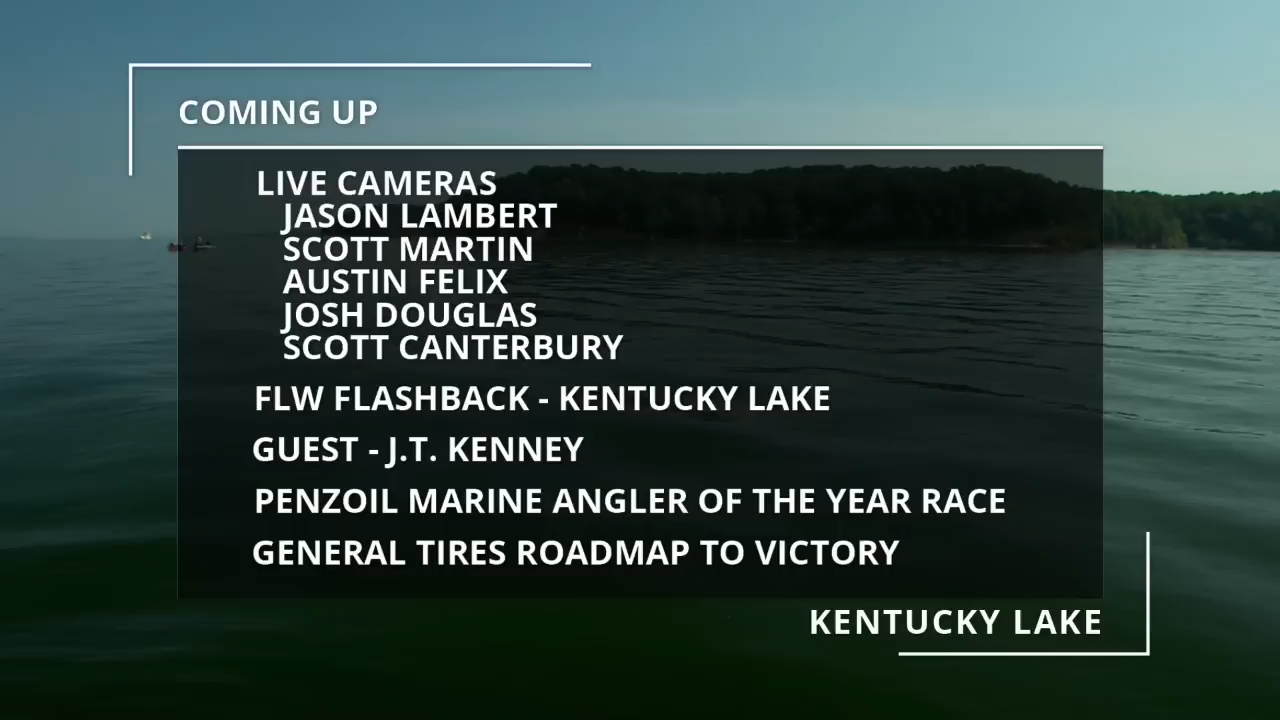 COMING UP
LIVE CAMERAS
JASON LAMBERT
SCOTT MARTIN
AUSTIN FELIX
JOSH DOUGLAS
SCOTT CANTERBURY
FLW FLASHBACK - KENTUCKY LAKE
GUEST - J.T. KENNEY
PENZOIL MARINE ANGLER OF THE YEAR RACE
GENERAL TIRES ROADMAP TO VICTORY
KENTUCKY LAKE